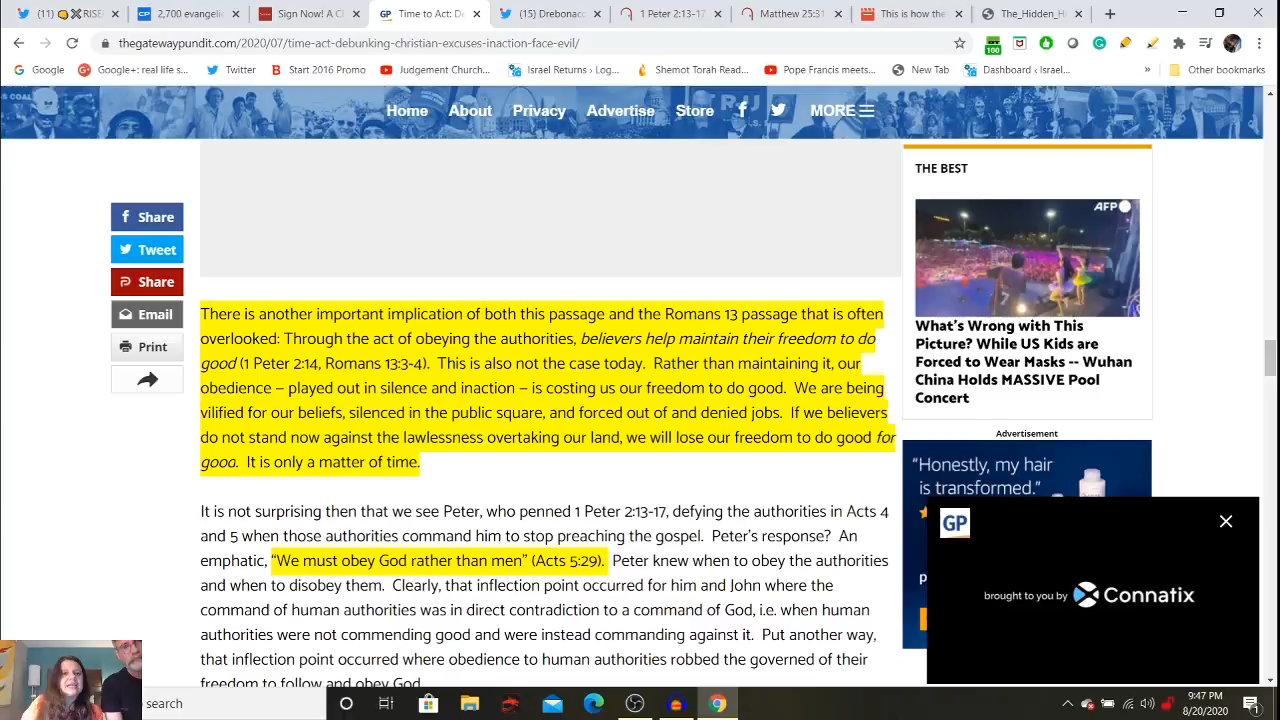 (11)
2,700 evangelic
Sign Now! A C
Time to Act: De
(15) Drebonacc
1 Peter 2:13-17
Matthew 25:31
This is how the
The_Hidden_H
thegatewaypundit.com/2020/07/time-act-debunking-christian-excuses-inaction-face-evil/
100
Google
Google+: real life s...
Twitter
Start 2016 Promo
Judgement Church...
Israel Returns › Log...
Shemot Torah Read...
Pope Francis meets...
New Tab
Dashboard ‹ Israel...
»
Other bookmarks
Home
About
Privacy
Advertise
Store
MORE
Share
Tweet
Share
Email
Print
There is another important implication of both this passage and the Romans 13 passage that is often
overlooked: Through the act of obeying the authorities, believers help maintain their freedom to do
good (1 Peter 2:14, Romans 13:3-4). This is also not the case today. Rather than maintaining it, our
obedience – played out in silence and inaction – is costing us our freedom to do good. We are being
vilified for our beliefs, silenced in the public square, and forced out of and denied jobs. If we believers
do not stand now against the lawlessness overtaking our land, we will lose our freedom to do good for
good. It is only a matter of time.
It is not surprising then that we see Peter, who penned 1 Peter 2:13-17, defying the authorities in Acts 4
and 5 when those authorities command him to stop preaching the gospel. Peter's response? An
emphatic, “We must obey God rather than men” (Acts 5:29). Peter knew when to obey the authorities
and when to disobey them. Clearly, that inflection point occurred for him and John where the
command of human authorities was in direct contradiction to a command of God, i.e. when human
authorities were not commending good and were instead commanding against it. Put another way,
that inflection point occurred where obedience to human authorities robbed the governed of their
freedom to follow and obey God.
THE BEST
AFP
What's Wrong with This
Picture? While US Kids are
Forced to Wear Masks -- Wuhan
China Holds MASSIVE Pool
Concert
Advertisement
“Honestly, my hair
is transformed.”
GP
brought to you by Connatix
search
9:47 PM
8/20/2020